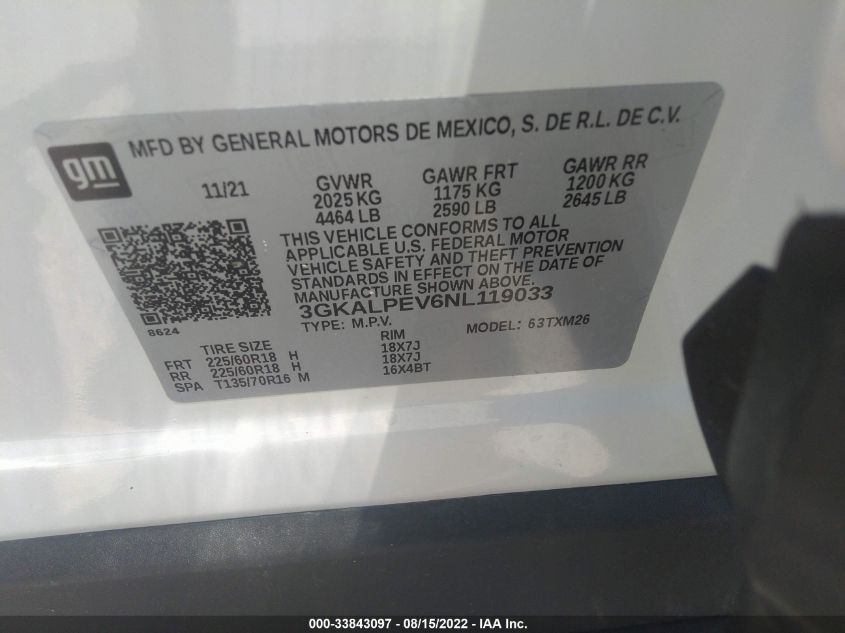 gm
MFD BY GENERAL MOTORS DE MEXICO, S. DE R.L. DE C.V.
11/21
GVWR
2025 KG
4464 LB
GAWR FRT
1175 KG
2590 LB
GAWR RR
1200 KG
2645 LB
THIS VEHICLE CONFORMS TO ALL
APPLICABLE U.S. FEDERAL MOTOR
VEHICLE SAFETY AND THEFT PREVENTION
STANDARDS IN EFFECT ON THE DATE OF
MANUFACTURE SHOWN ABOVE.
3GKALPEV6NL119033
8624
TYPE: M.P.V. MODEL: 63TXM26
TIRE SIZE RIM
FRT 225/60R18 H 18X7J
RR 225/60R18 H 18X7J
SPA T135/70R16 M 16X4BT
000-33843097 - 08/15/2022 - IAA Inc.